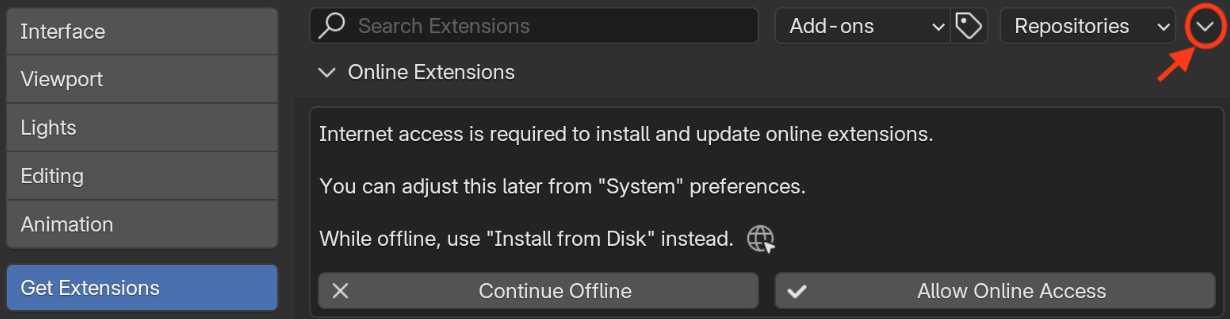 Interface
Viewport
Lights
Editing
Animation
Get Extensions
Search Extensions
Add-ons
Repositories
Online Extensions
Internet access is required to install and update online extensions.
You can adjust this later from "System" preferences.
While offline, use "Install from Disk" instead.
Continue Offline
Allow Online Access